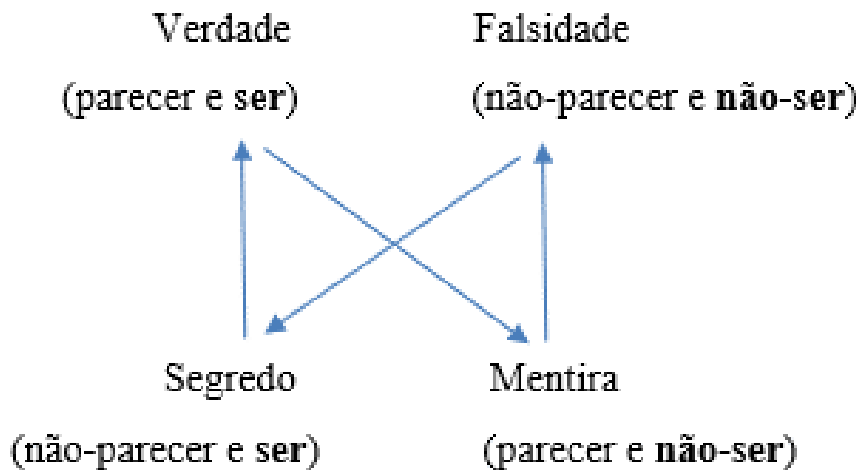 Verdade Falsidade
(parecer e ser) (não-parecer e não-ser)
Segredo Mentira
(não-parecer e ser) (parecer e não-ser)